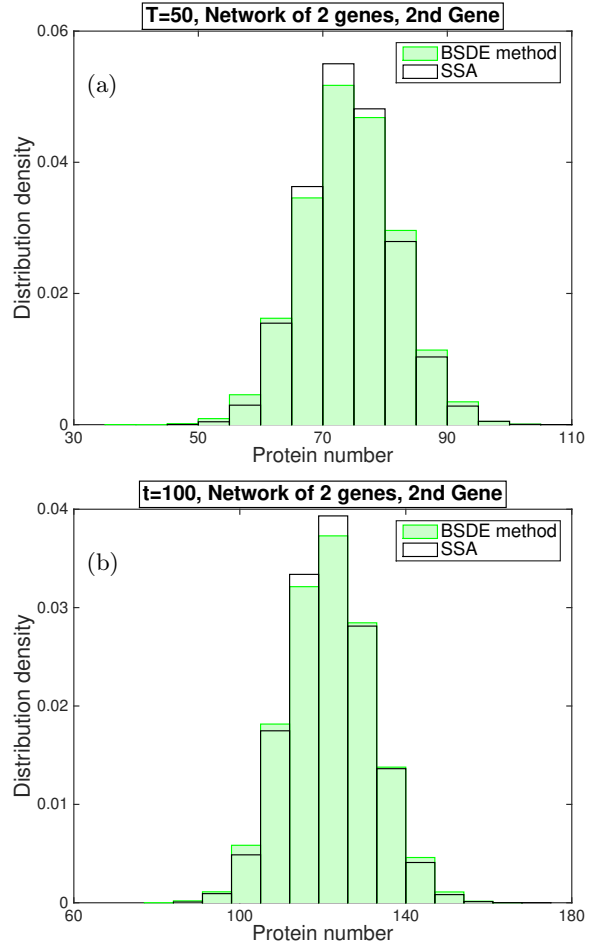 T=50, Network of 2 genes, 2nd Gene
0.06
0.04
0.02
0
(a)
BSDE method
SSA
Distribution density
30 50 70 90 110
Protein number
t=100, Network of 2 genes, 2nd Gene
0.04
0.03
0.02
0.01
0
(b)
BSDE method
SSA
Distribution density
60 100 140 180
Protein number